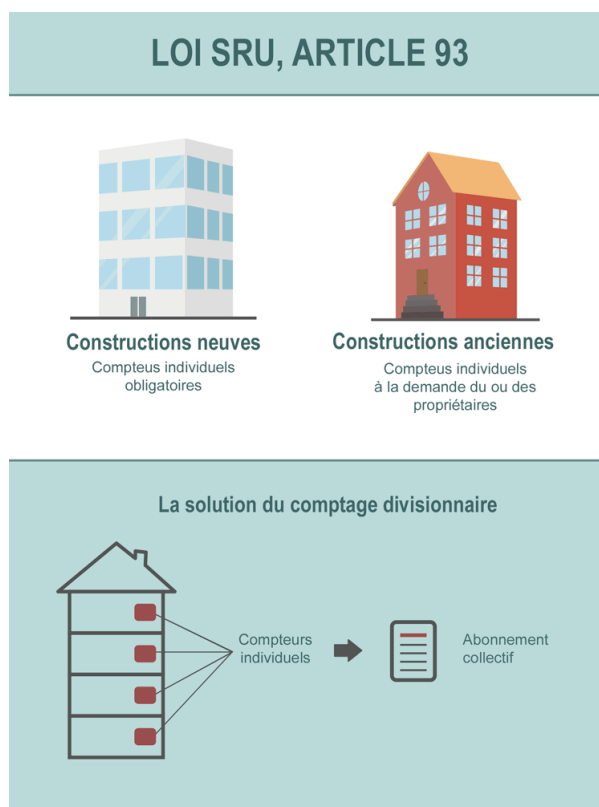 LOI SRU, ARTICLE 93
Constructions neuves
Compteus individuels
obligatoires
Constructions anciennes
Compteus individuels
à la demande du ou des
propriétaires
La solution du comptage divisionnaire
Compteurs
individuels
Abonnement
collectif